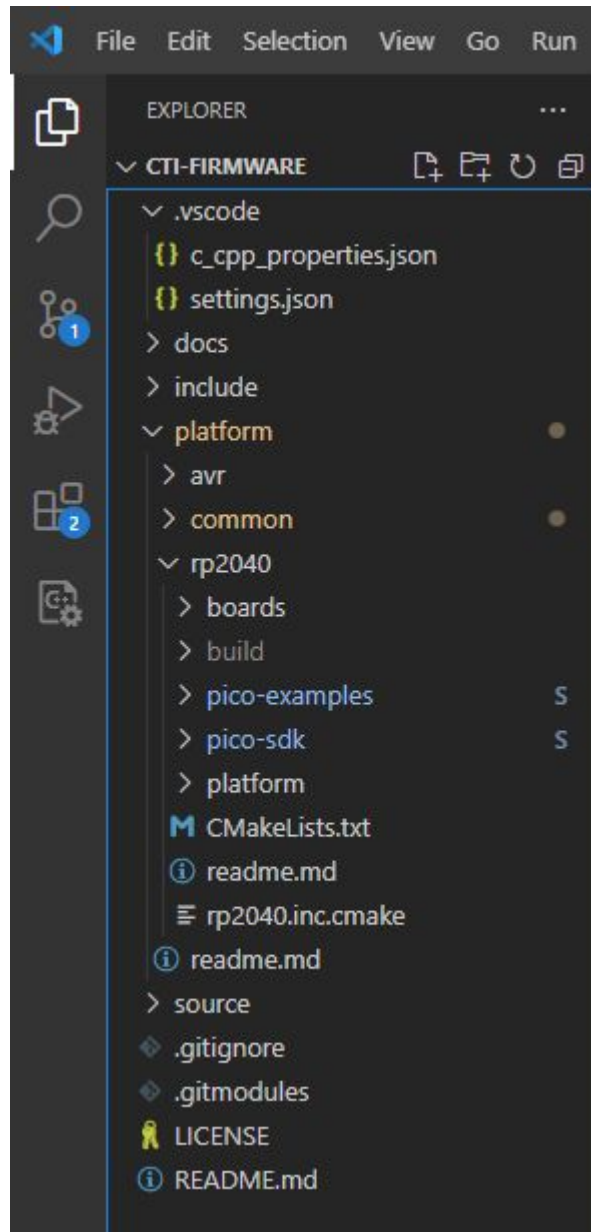 File Edit Selection View Go Run
EXPLORER ...
CTI-FIRMWARE
.vscode
{} c_cpp_properties.json
{} settings.json
1
docs
include
platform
avr
2
common
rp2040
boards
build
pico-examples S
pico-sdk S
platform
M CMakeLists.txt
readme.md
rp2040.inc.cmake
readme.md
source
.gitignore
.gitmodules
LICENSE
README.md